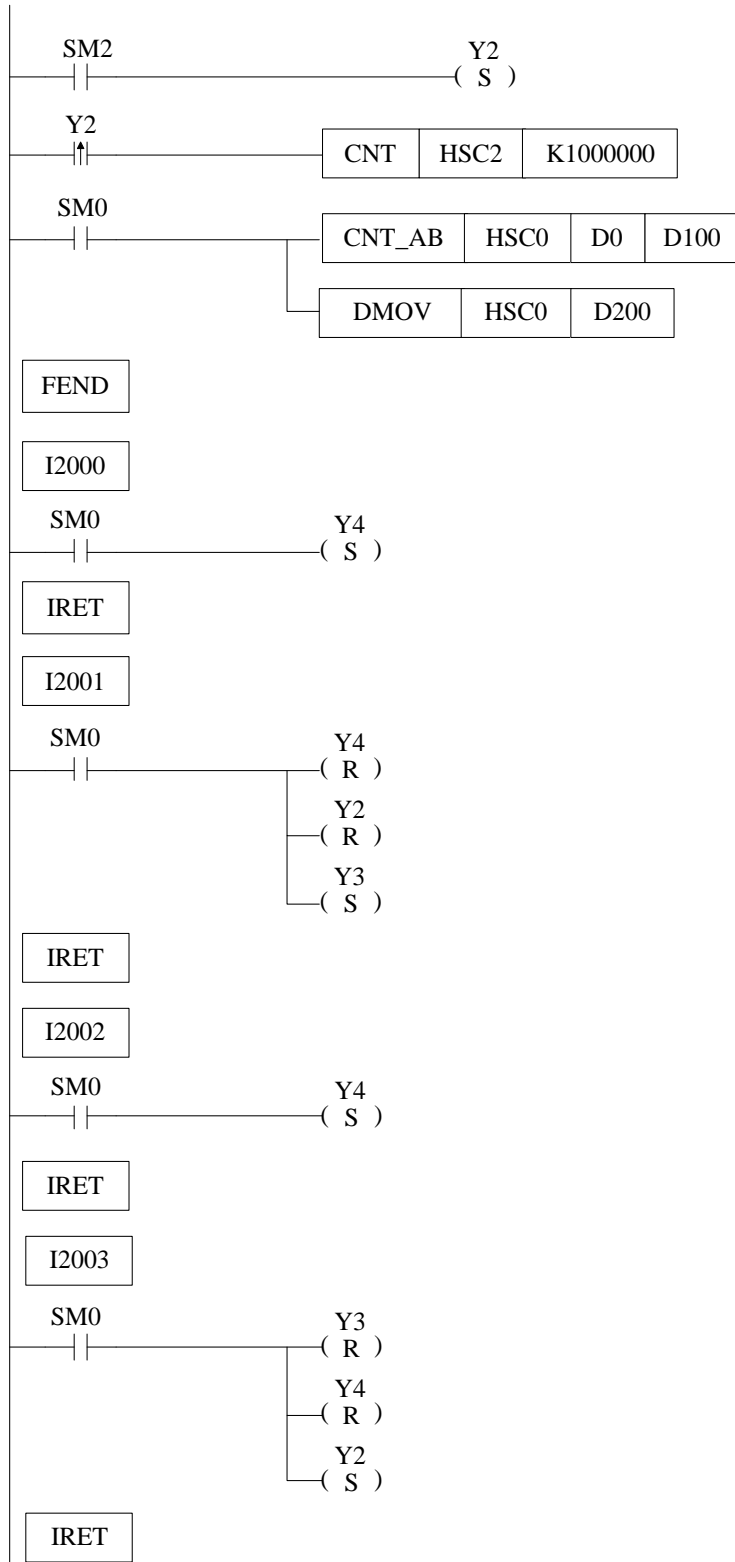 SM2 Y2
( S )
Y2
CNT HSC2 K1000000
SM0
CNT_AB HSC0 D0 D100
DMOV HSC0 D200
FEND
I2000
SM0 Y4
( S )
IRET
I2001
SM0 Y4
( R )
Y2
( R )
Y3
( S )
IRET
I2002
SM0 Y4
( S )
IRET
I2003
SM0 Y3
( R )
Y4
( R )
Y2
( S )
IRET